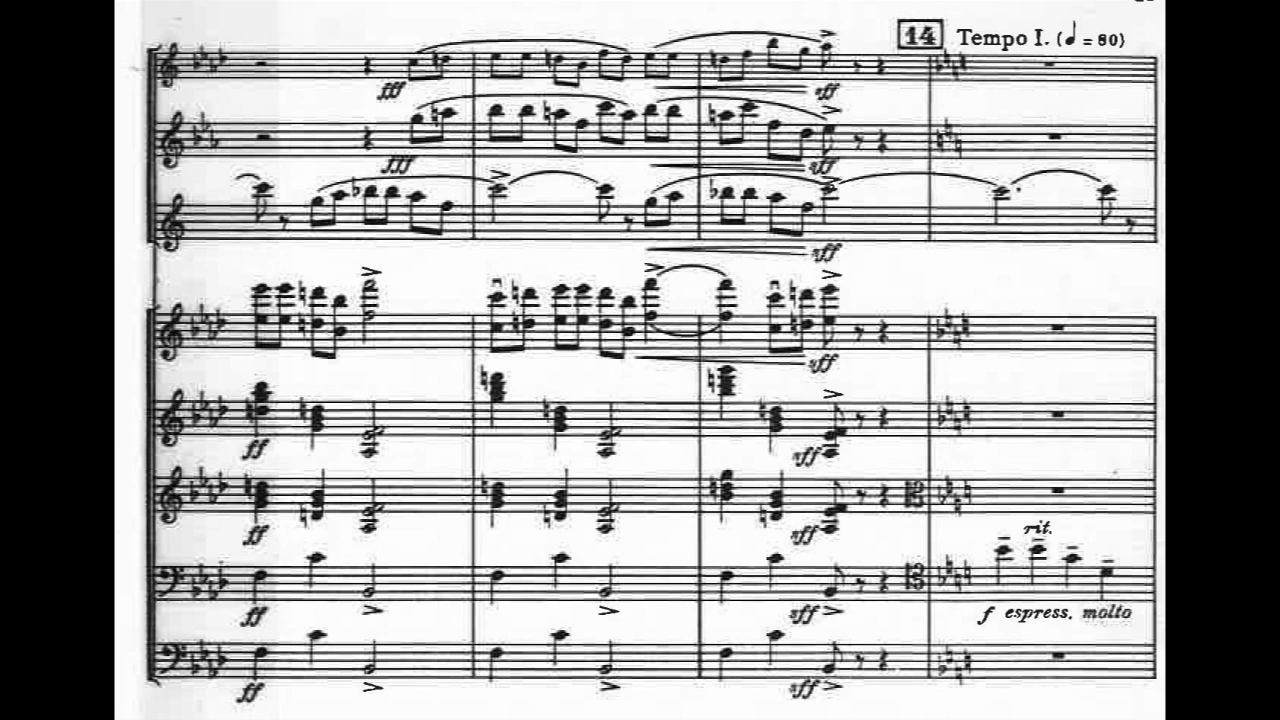 14 Tempo I. (♩ = 80)
fff
sff
fff
sff
sff
sff
ff
sff
ff
sff
rit.
ff
sff
f espress. molto
ff
sff